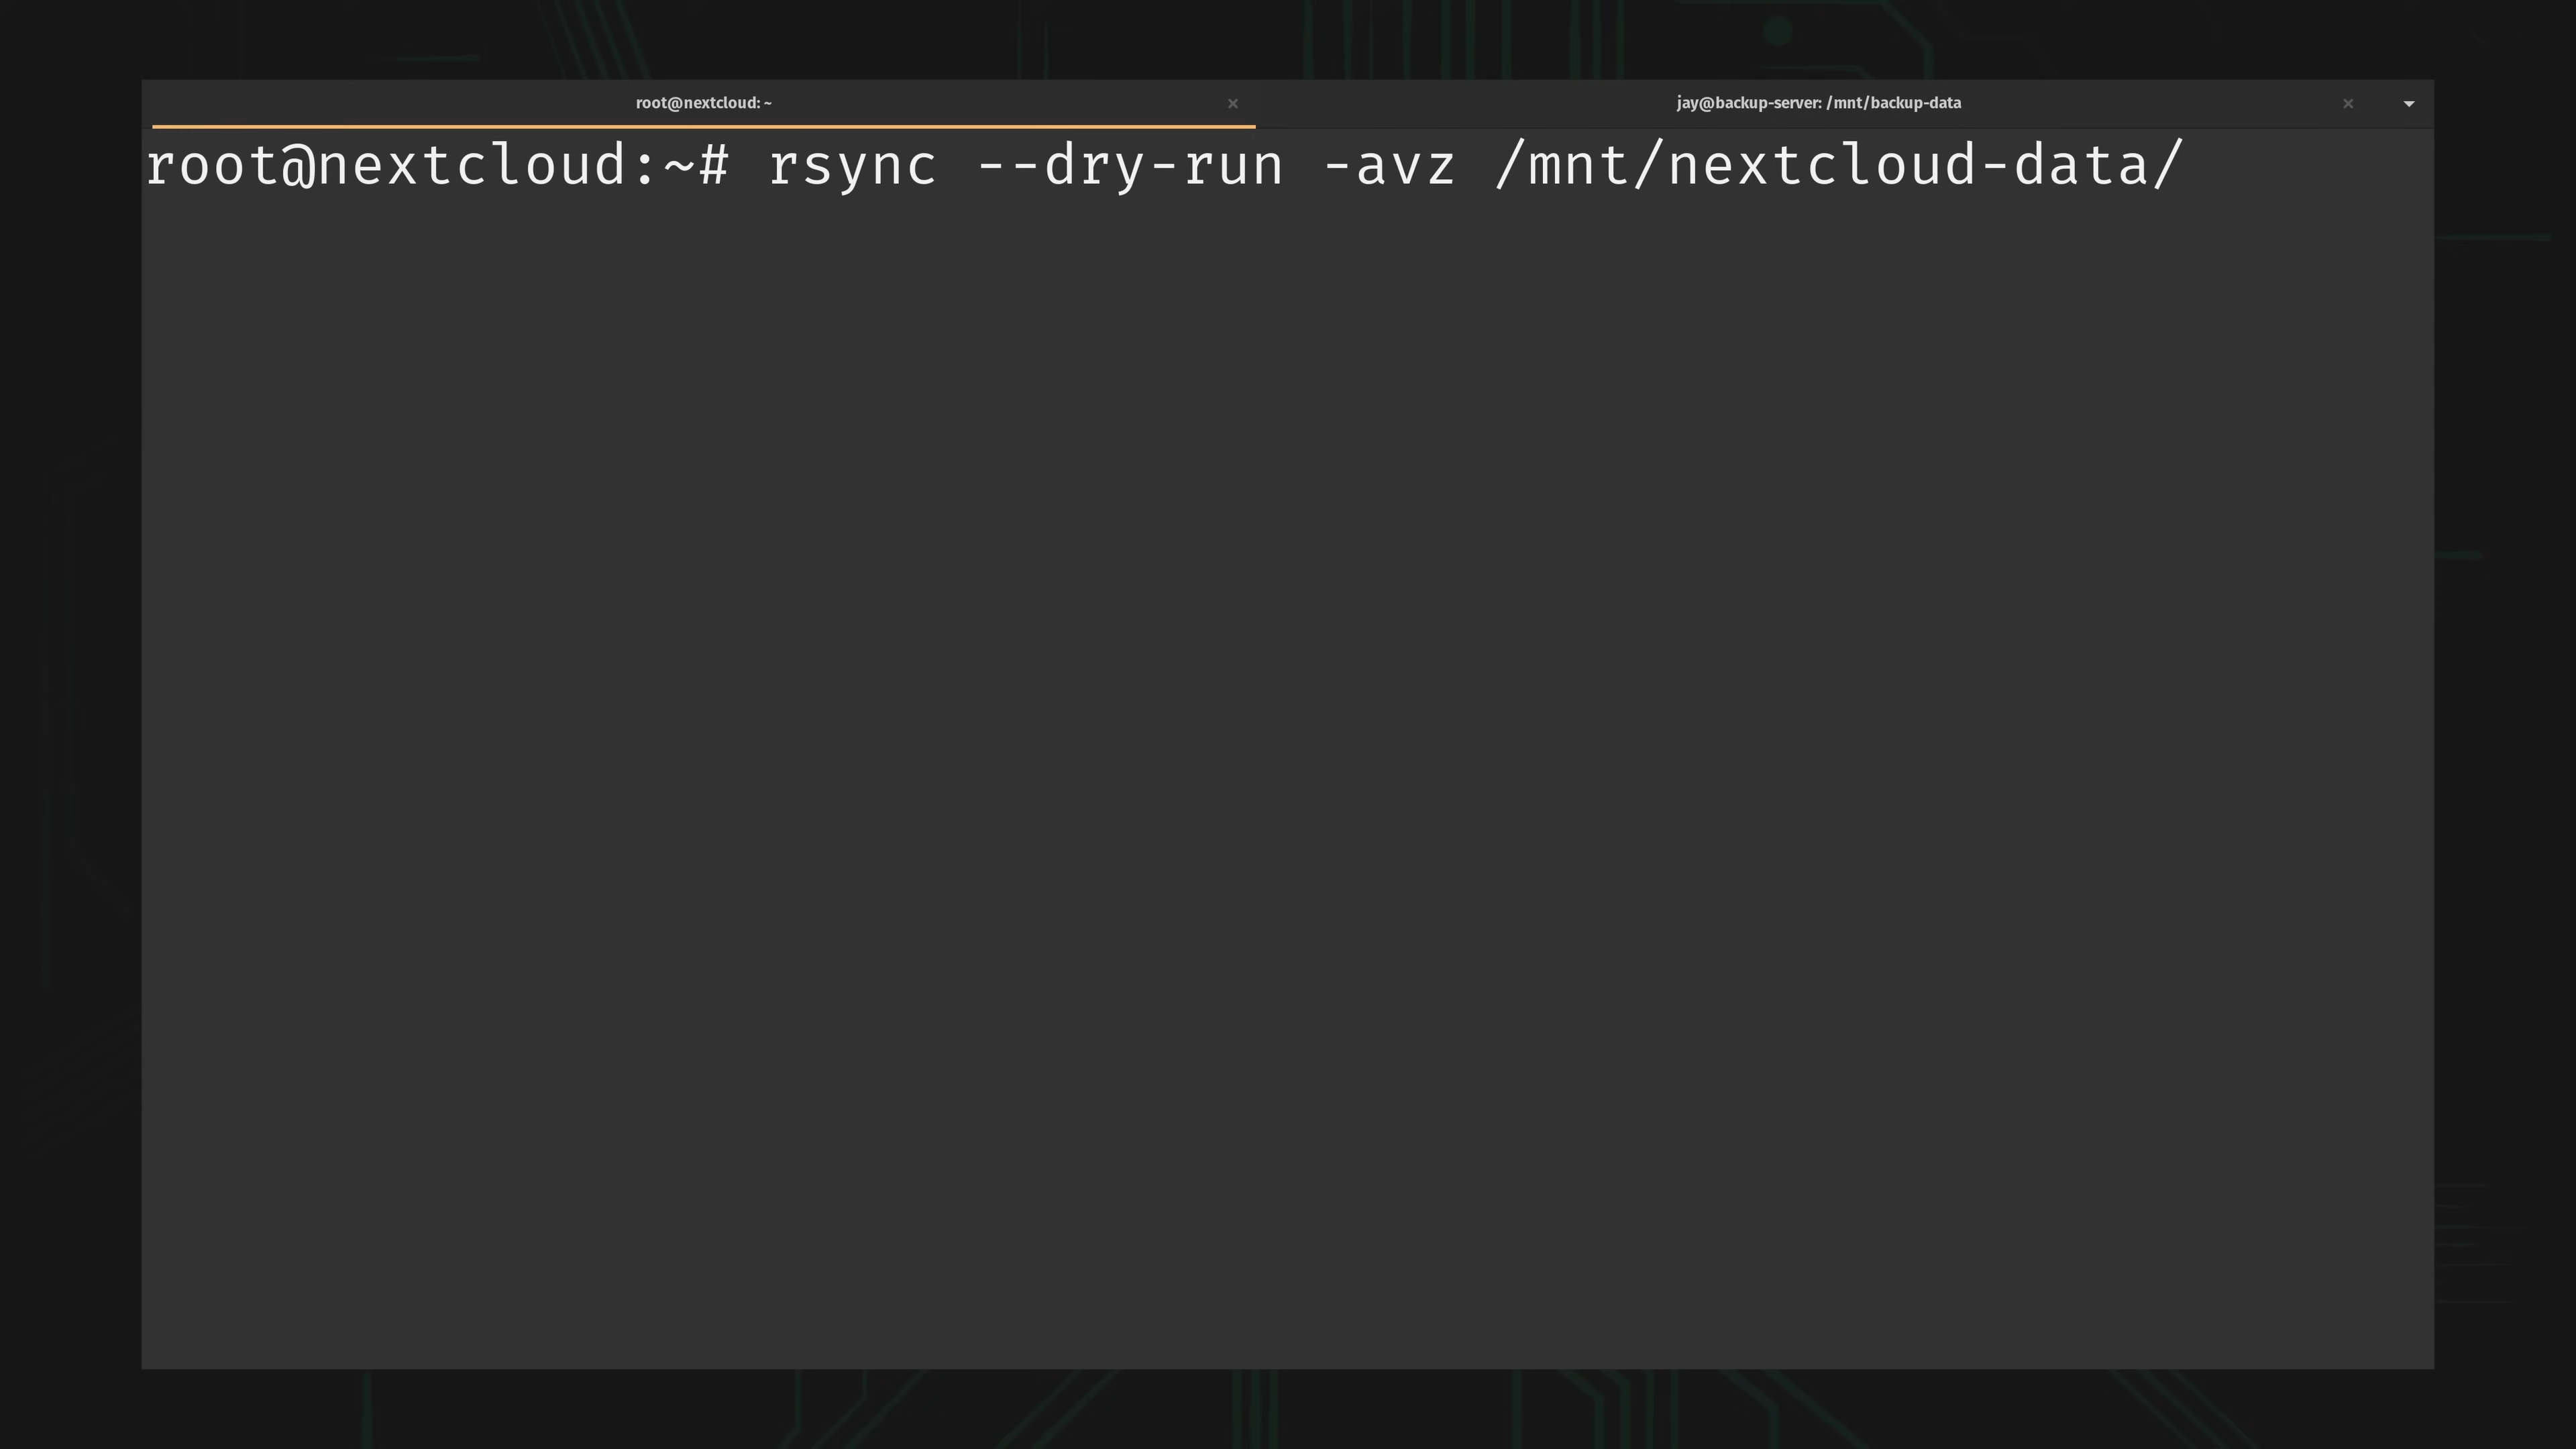 root@nextcloud: ~
jay@backup-server: /mnt/backup-data
root@nextcloud:~# rsync --dry-run -avz /mnt/nextcloud-data/